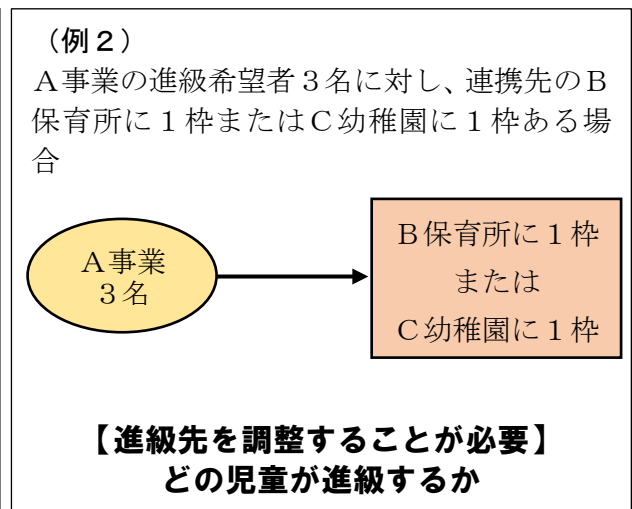 （例２）
Ａ事業の進級希望者３名に対し、連携先のＢ
保育所に１枠またはＣ幼稚園に１枠ある場
合
Ａ事業
３名
Ｂ保育所に１枠
または
Ｃ幼稚園に１枠
【進級先を調整することが必要】
どの児童が進級するか